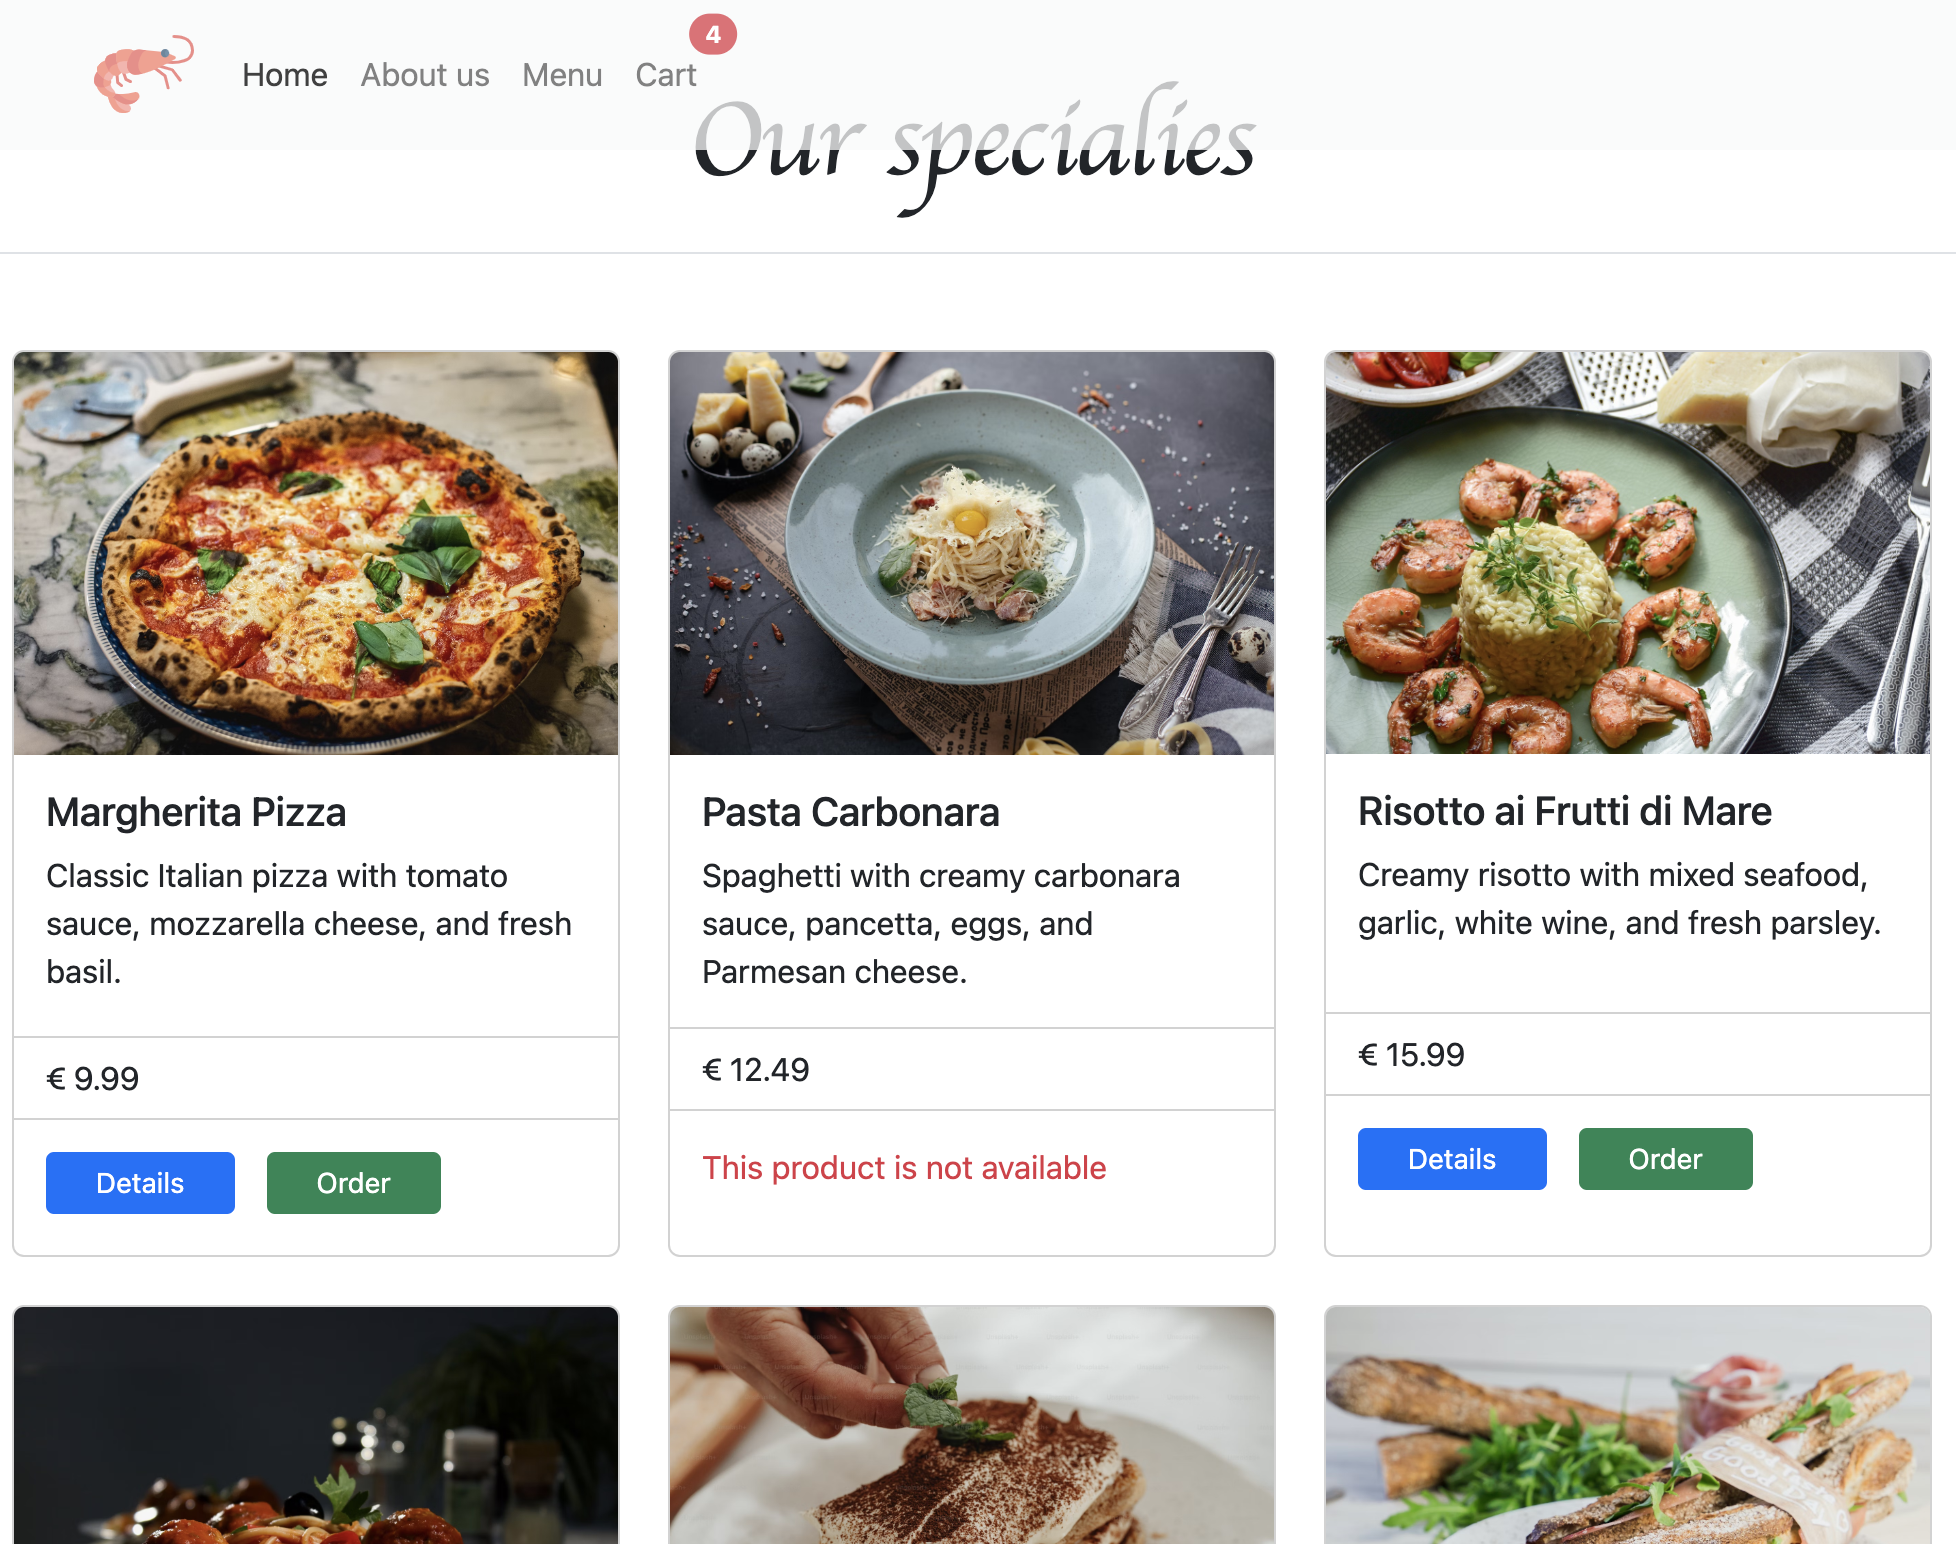 4
Home About us Menu Cart
Our specialies
Margherita Pizza
Classic Italian pizza with tomato
sauce, mozzarella cheese, and fresh
basil.
€ 9.99
Details Order
Pasta Carbonara
Spaghetti with creamy carbonara
sauce, pancetta, eggs, and
Parmesan cheese.
€ 12.49
This product is not available
Risotto ai Frutti di Mare
Creamy risotto with mixed seafood,
garlic, white wine, and fresh parsley.
€ 15.99
Details Order